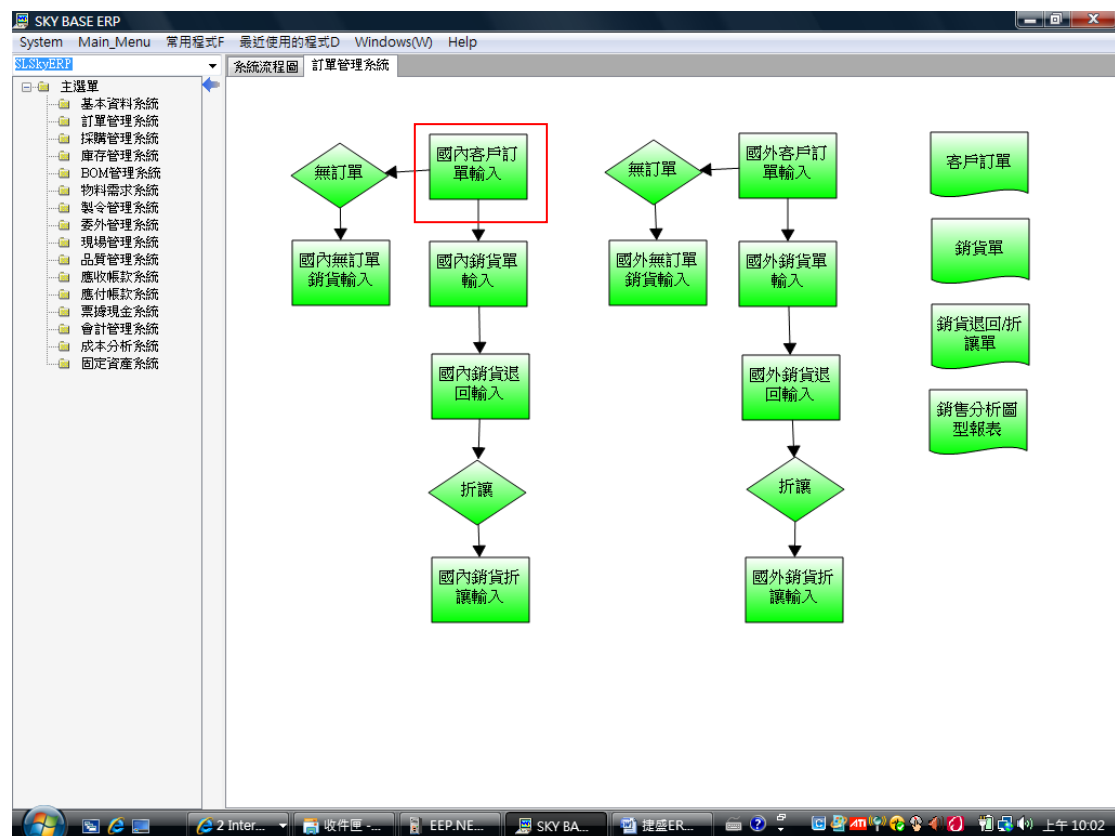 SKY BASE ERP
System Main_Menu 常用程式F 最近使用的程式D Windows(W) Help
SLSkyERP
系統流程圖 訂單管理系統
主選單
基本資料系統
訂單管理系統
採購管理系統
庫存管理系統
BOM管理系統
物料需求系統
製令管理系統
委外管理系統
現場管理系統
品質管理系統
應收帳款系統
應付帳款系統
票據現金系統
會計管理系統
成本分析系統
固定資產系統
無訂單
國內客戶訂
單輸入
國內無訂單
銷貨輸入
國內銷貨單
輸入
國內銷貨退
回輸入
折讓
國內銷貨折
讓輸入
無訂單
國外客戶訂
單輸入
國外無訂單
銷貨輸入
國外銷貨單
輸入
國外銷貨退
回輸入
折讓
國外銷貨折
讓輸入
客戶訂單
銷貨單
銷貨退回/折
讓單
銷售分析圖
型報表
2 Inter... 收件匣 -... EEP.NE... SKY BA... 捷盛ER... 上午 10:02